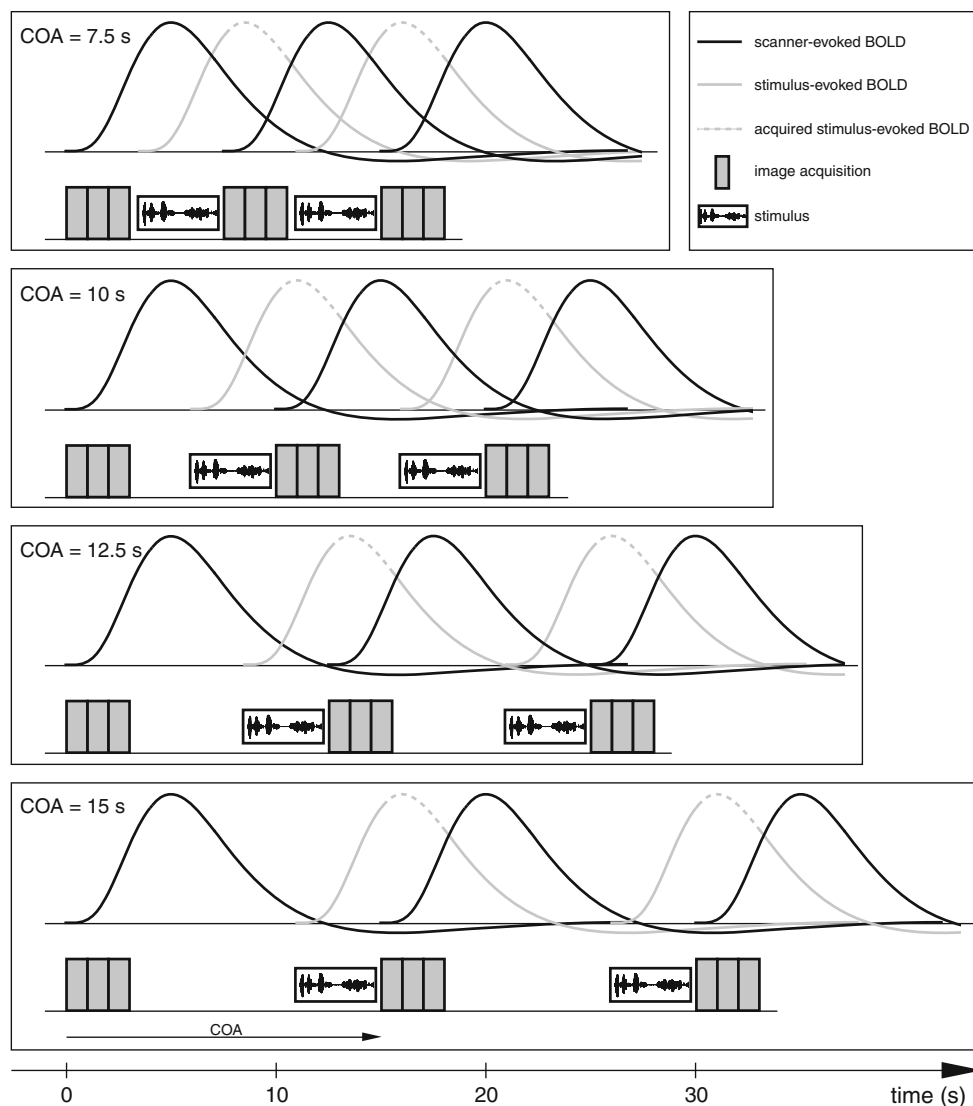 COA = 7.5 s
scanner-evoked BOLD
stimulus-evoked BOLD
acquired stimulus-evoked BOLD
image acquisition
stimulus
COA = 10 s
COA = 12.5 s
COA = 15 s
COA
0 10 20 30 time (s)